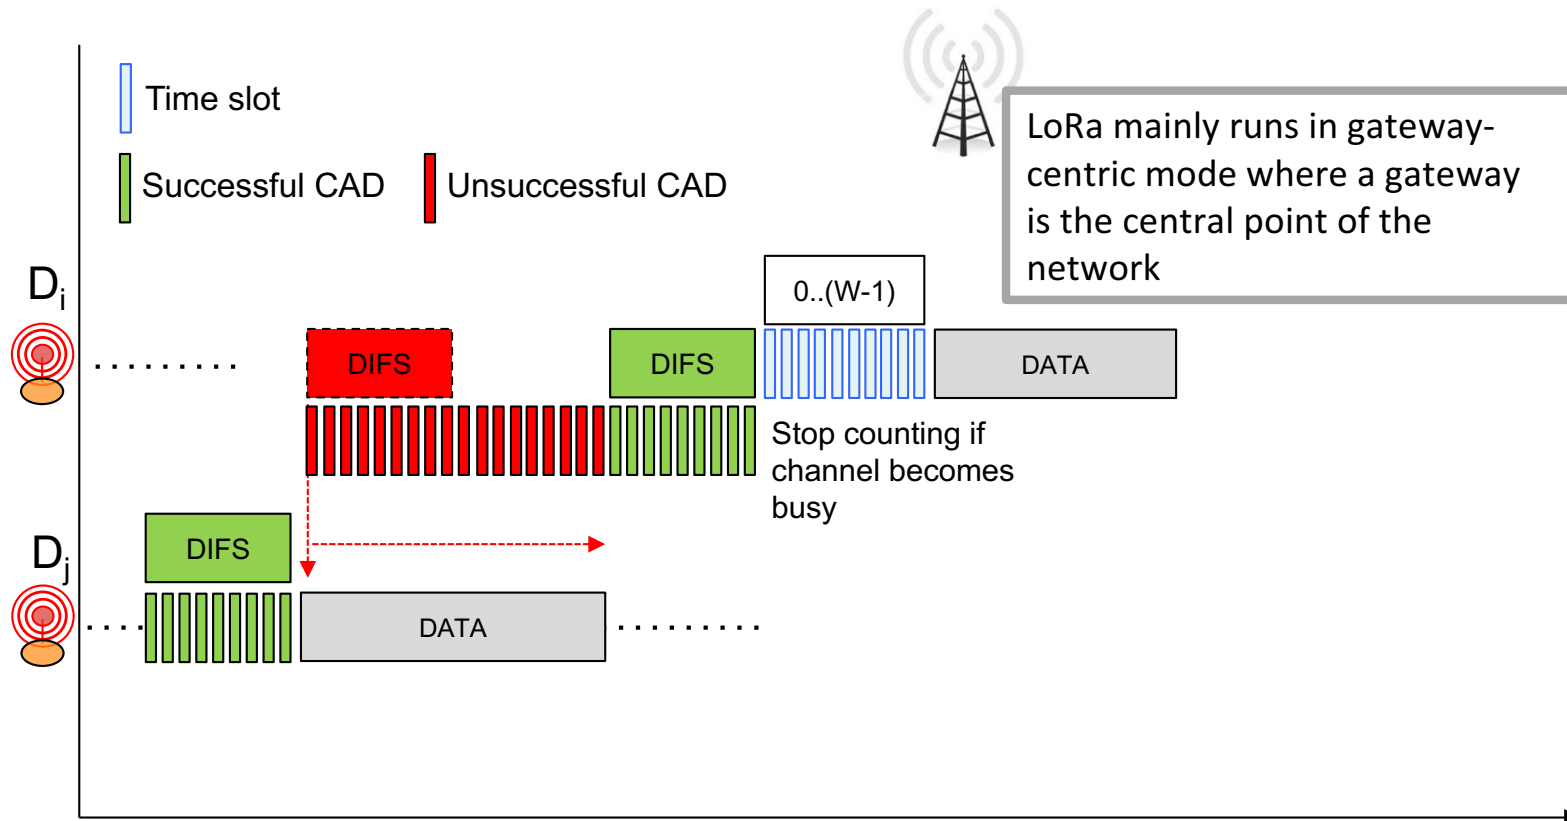 Time slot
Successful CAD
Unsuccessful CAD
LoRa mainly runs in gateway-
centric mode where a gateway
is the central point of the
network
Di
0..(W-1)
DIFS
DIFS
DATA
Stop counting if
channel becomes
busy
Dj
DIFS
DATA